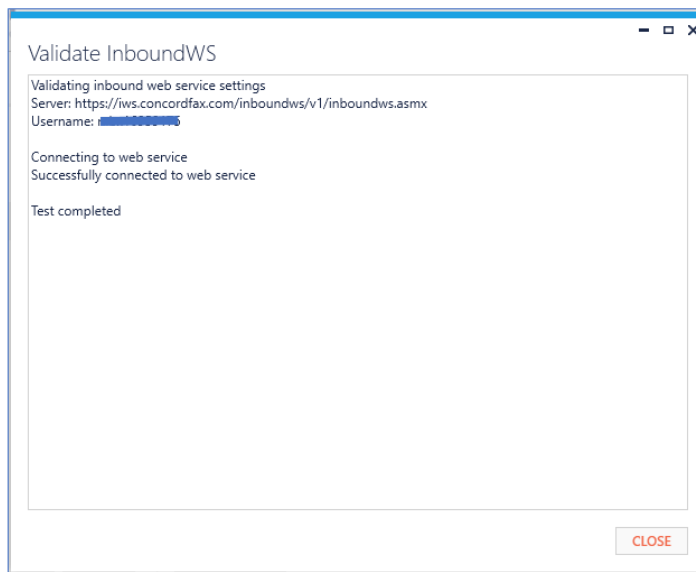 Validate InboundWS
Validating inbound web service settings
Server: https://iws.concordfax.com/inboundws/v1/inboundws.asmx
Username:
Connecting to web service
Successfully connected to web service
Test completed
CLOSE